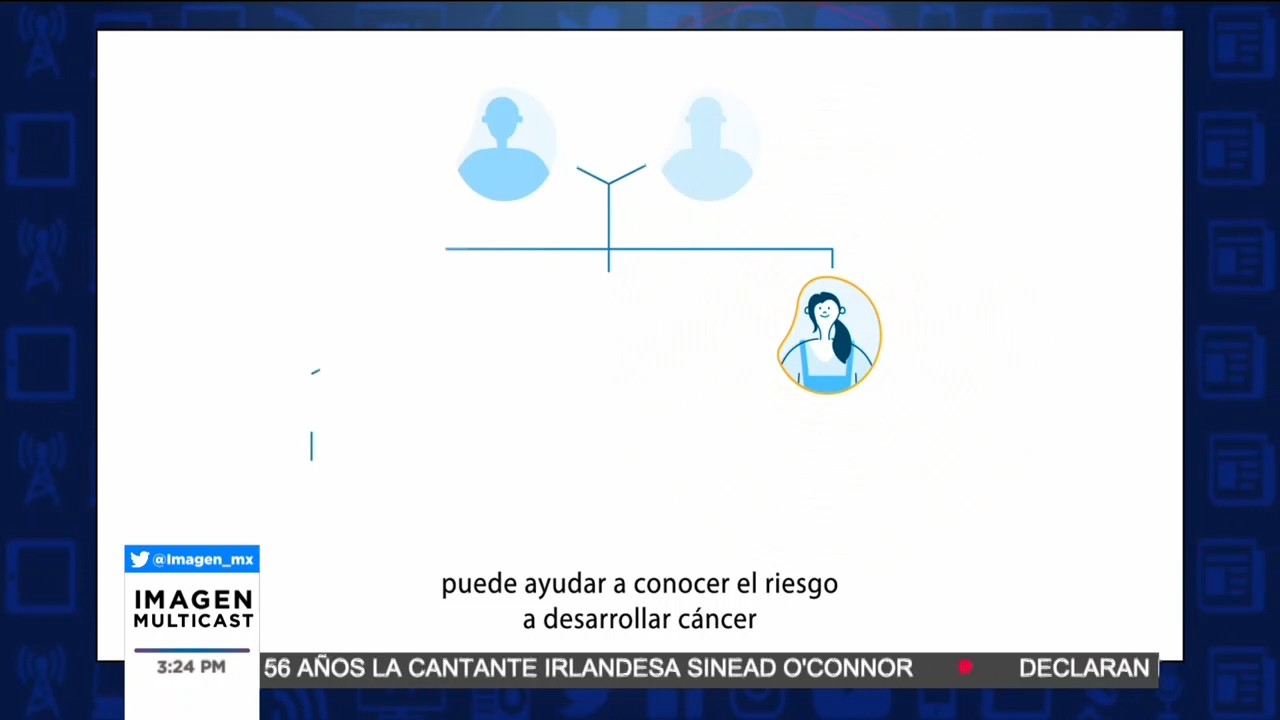 @Imagen_mx
IMAGEN
MULTICAST
3:24 PM
puede ayudar a conocer el riesgo
a desarrollar cáncer
56 AÑOS LA CANTANTE IRLANDESA SINEAD O'CONNOR DECLARAN